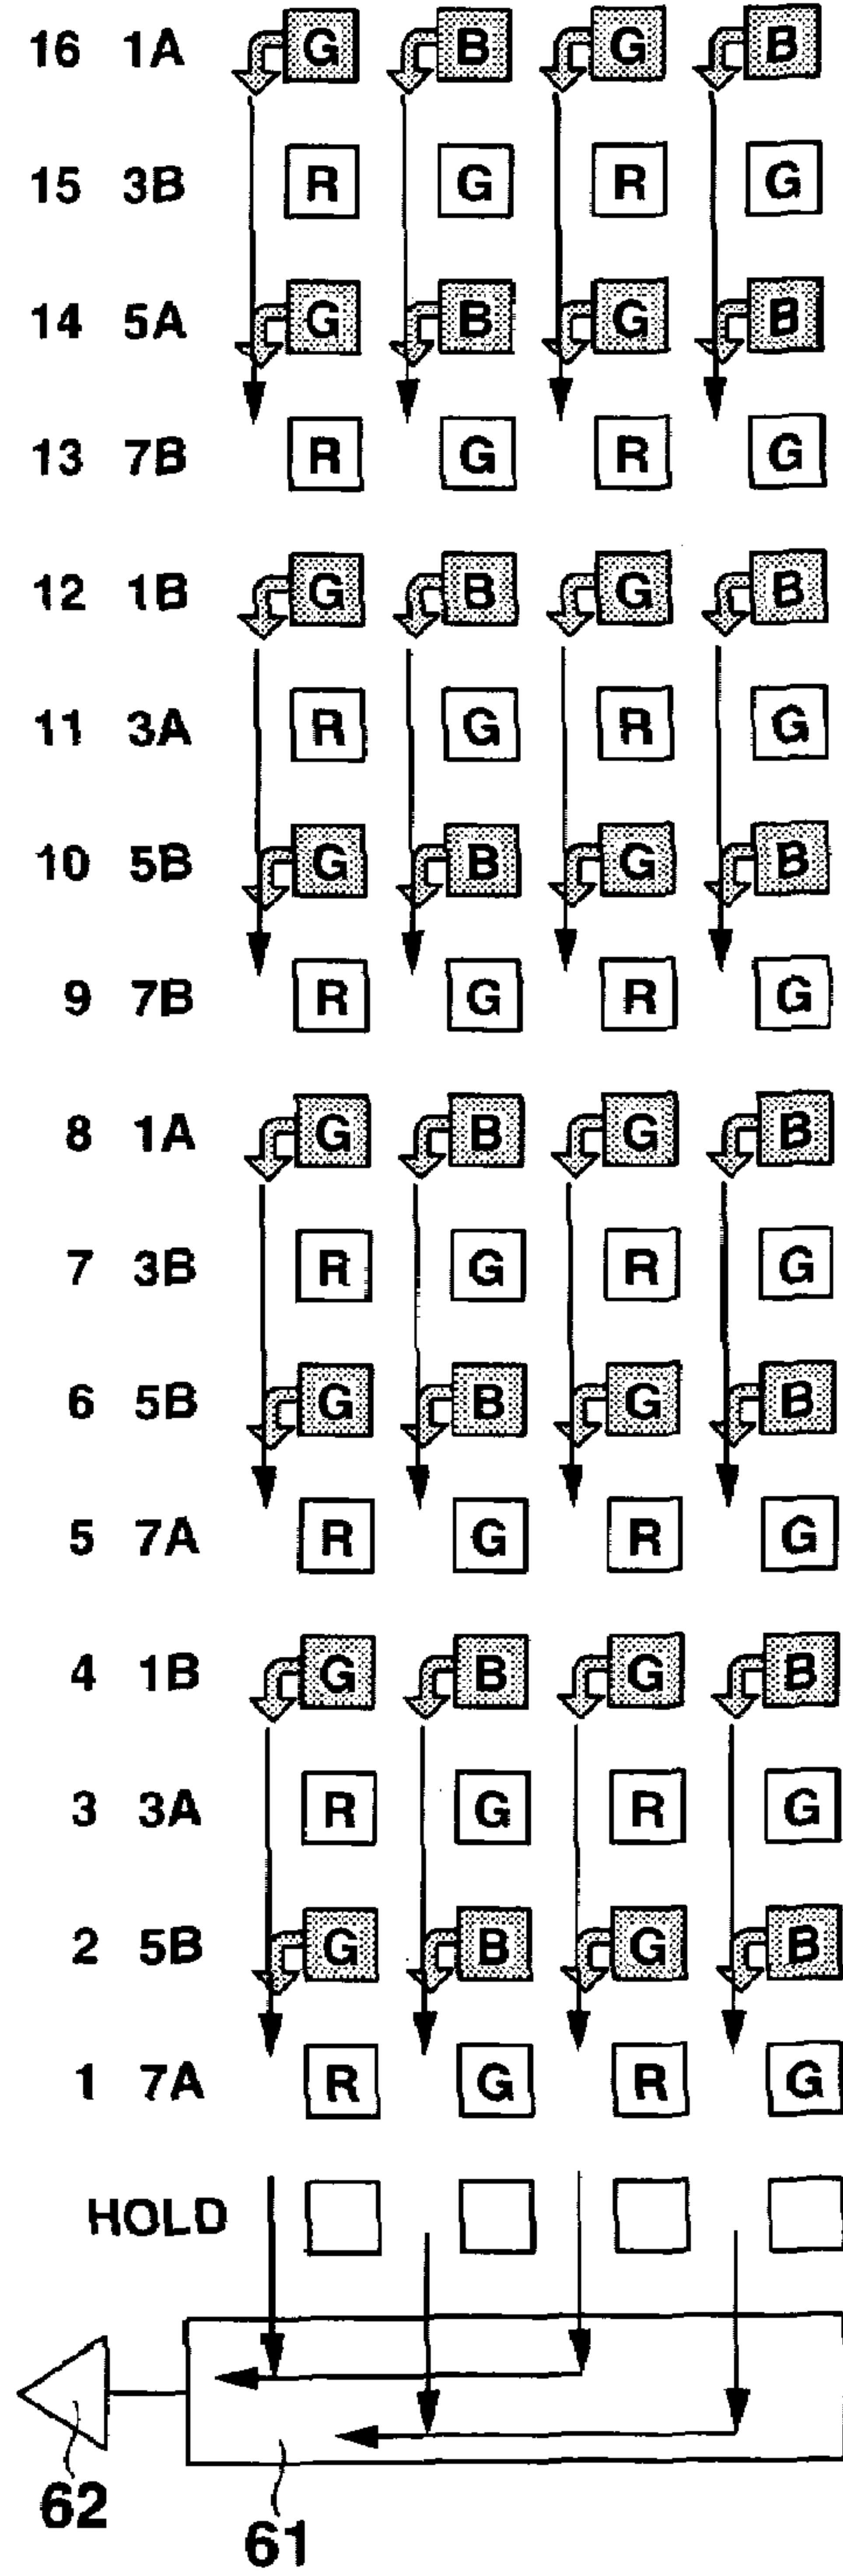 16 1A G B G B
15 3B R G R G
14 5A G B G B
13 7B R G R G
12 1B G B G B
11 3A R G R G
10 5B G B G B
9 7B R G R G
8 1A G B G B
7 3B R G R G
6 5B G B G B
5 7A R G R G
4 1B G B G B
3 3A R G R G
2 5B G B G B
1 7A R G R G
HOLD
62
61